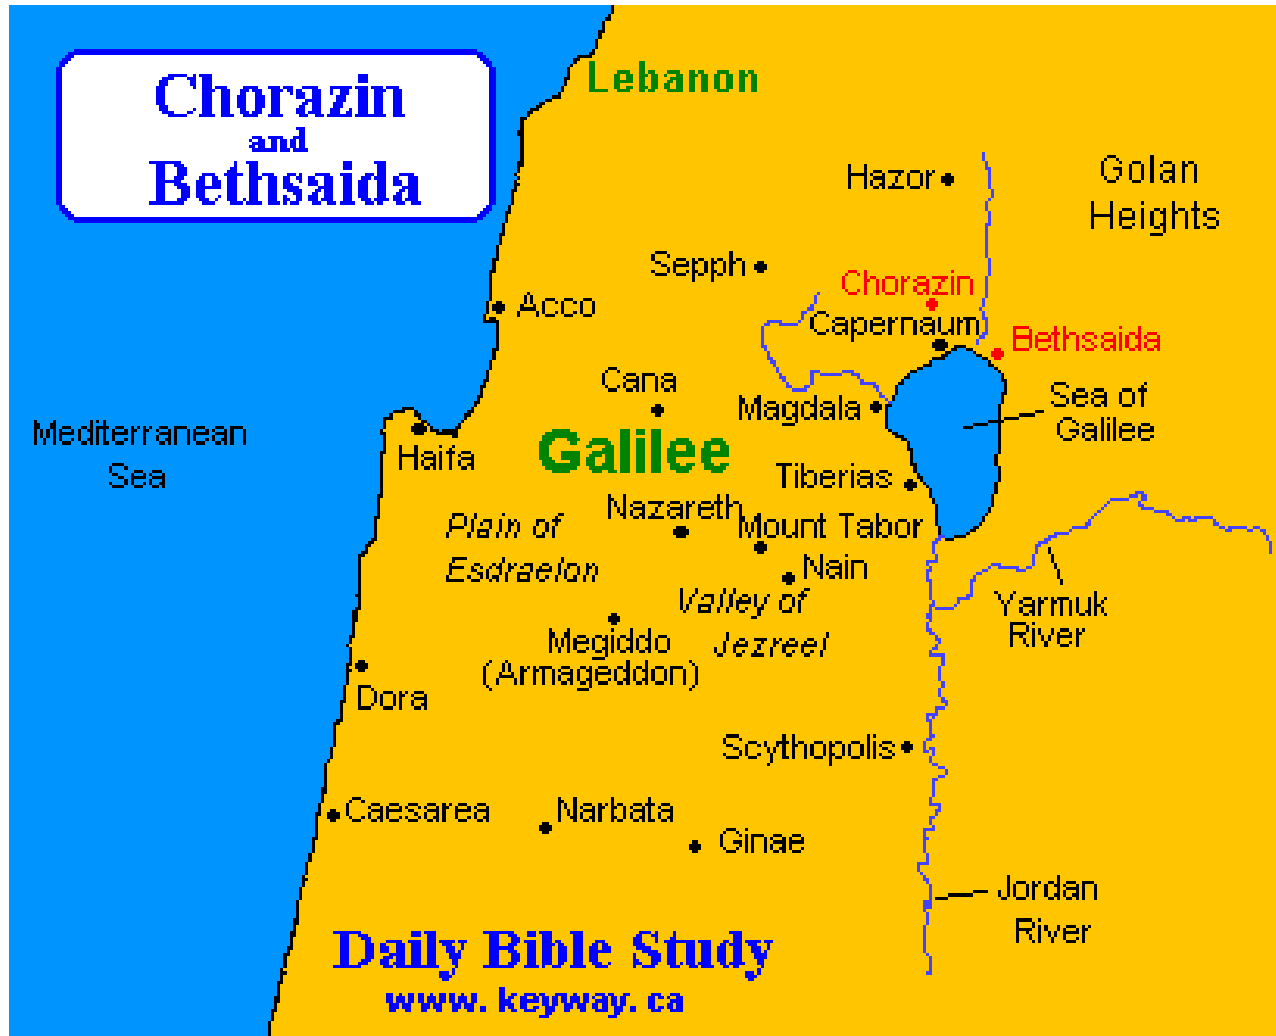 Chorazin
and
Bethsaida
Lebanon
Hazor
Golan
Heights
Sepph
Chorazin
Acco
Capernaum
Bethsaida
Cana
Magdala
Sea of
Galilee
Mediterranean
Sea
Haifa
Galilee
Tiberias
Nazareth
Plain of
Esdraelon
Mount Tabor
Nain
Valley of
Jezreel
Yarmuk
River
Megiddo
(Armageddon)
Dora
Scythopolis
Caesarea
Narbata
Ginae
Jordan
River
Daily Bible Study
www.keyway.ca